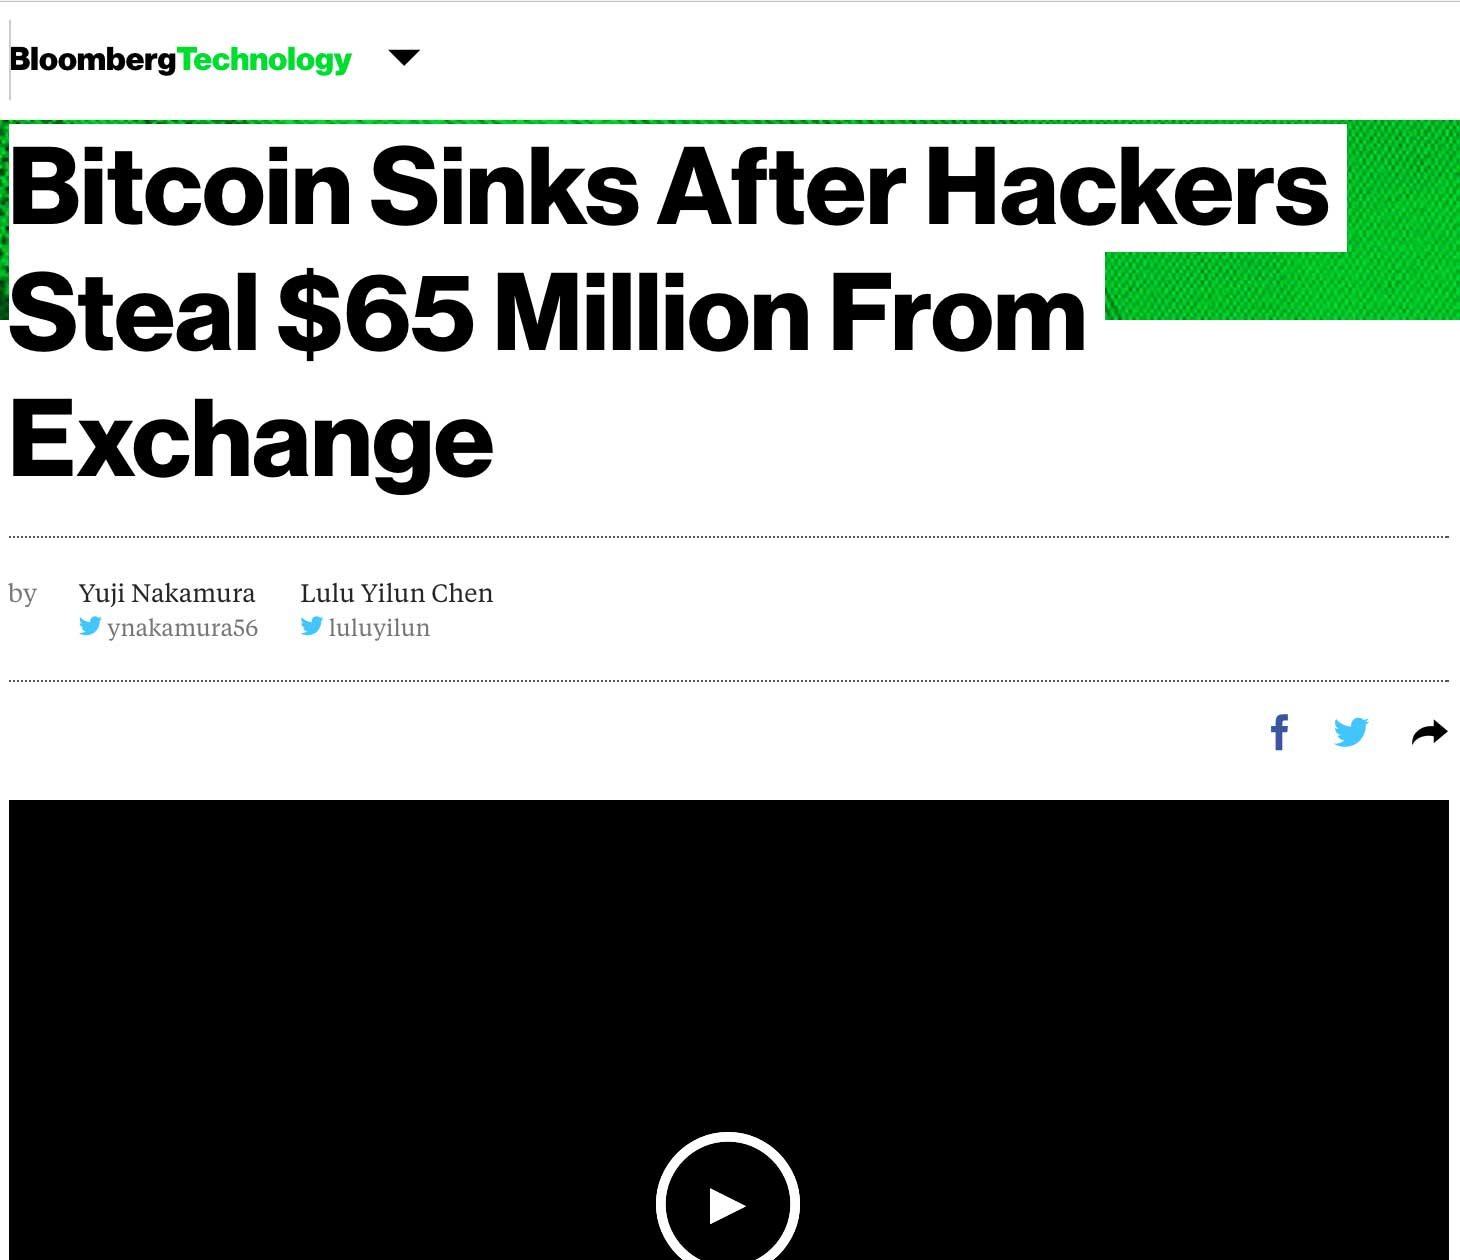 BloombergTechnology
Bitcoin Sinks After Hackers
Steal $65 Million From
Exchange
by Yuji Nakamura Lulu Yilun Chen
ynakamura56 luluyilun